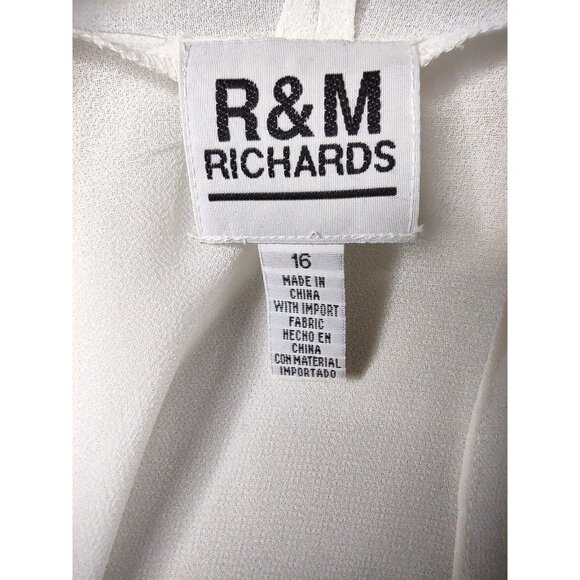 R&M
RICHARDS
16
MADE IN
CHINA
WITH IMPORT
FABRIC
HECHO EN
CHINA
CON MATERIAL
IMPORTADO